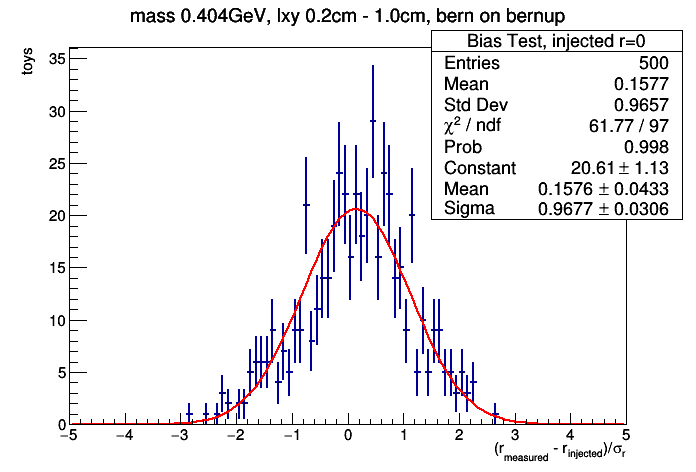 mass 0.404GeV, lxy 0.2cm - 1.0cm, bern on bernup
Bias Test, injected r=0
Entries 500
Mean 0.1577
Std Dev 0.9657
χ² / ndf 61.77 / 97
Prob 0.998
Constant 20.61 ± 1.13
Mean 0.1576 ± 0.0433
Sigma 0.9677 ± 0.0306
toys
35
30
25
20
15
10
5
0
−5 −4 −3 −2 −1 0 1 2 3 4 5
(r_measured - r_injected)/σ_r